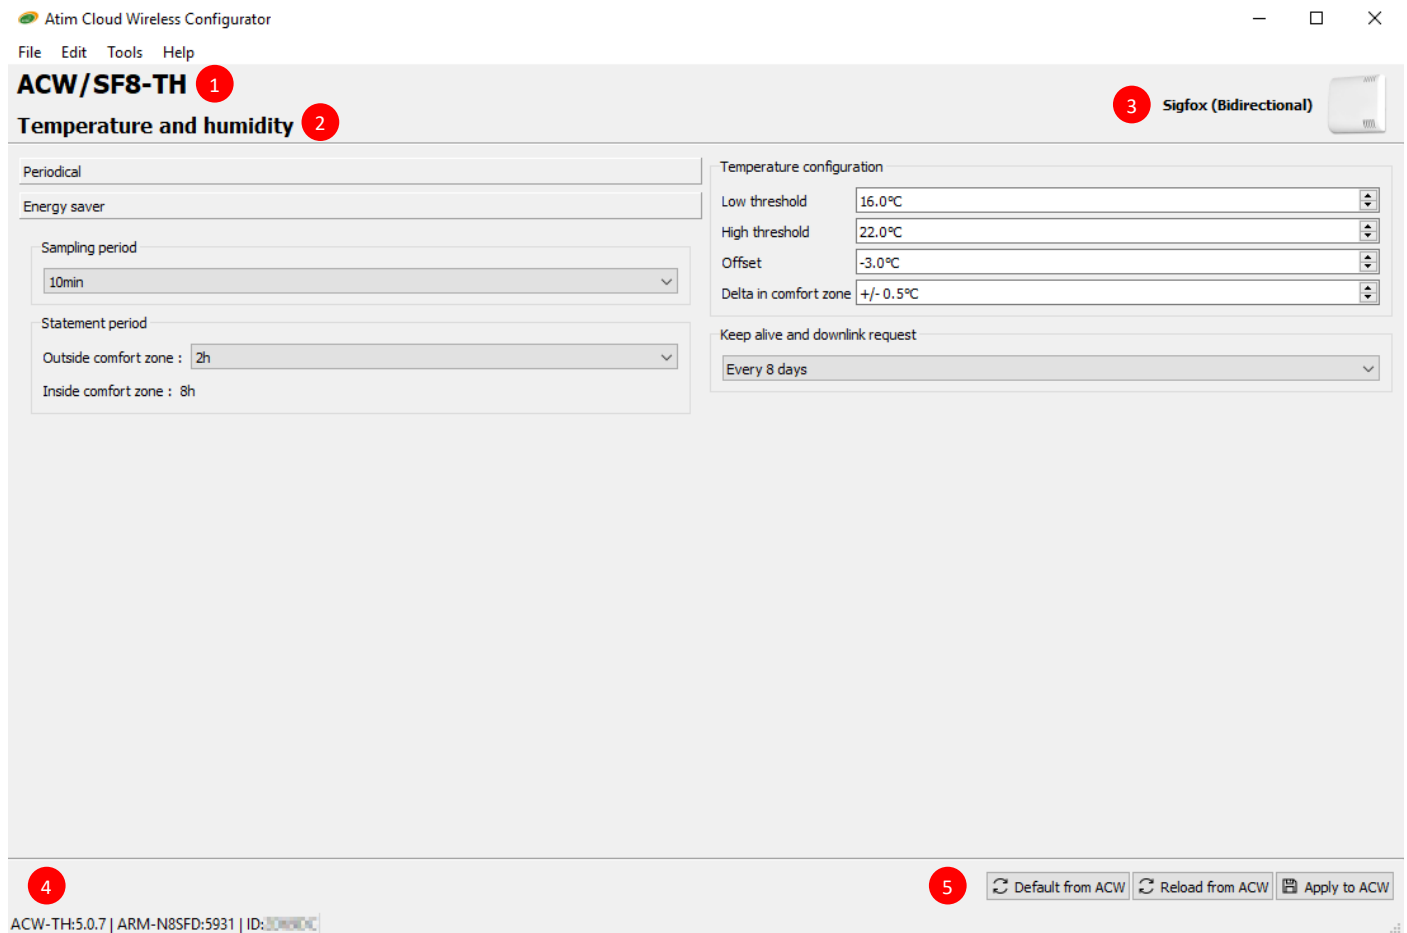 Atim Cloud Wireless Configurator
File Edit Tools Help
ACW/SF8-TH 1
Temperature and humidity 2
3 Sigfox (Bidirectional)
Periodical
Energy saver
Sampling period
10min
Statement period
Outside comfort zone : 2h
Inside comfort zone : 8h
Temperature configuration
Low threshold 16.0°C
High threshold 22.0°C
Offset -3.0°C
Delta in comfort zone +/- 0.5°C
Keep alive and downlink request
Every 8 days
4
5 Default from ACW Reload from ACW Apply to ACW
ACW-TH:5.0.7 | ARM-N8SFD:5931 | ID: